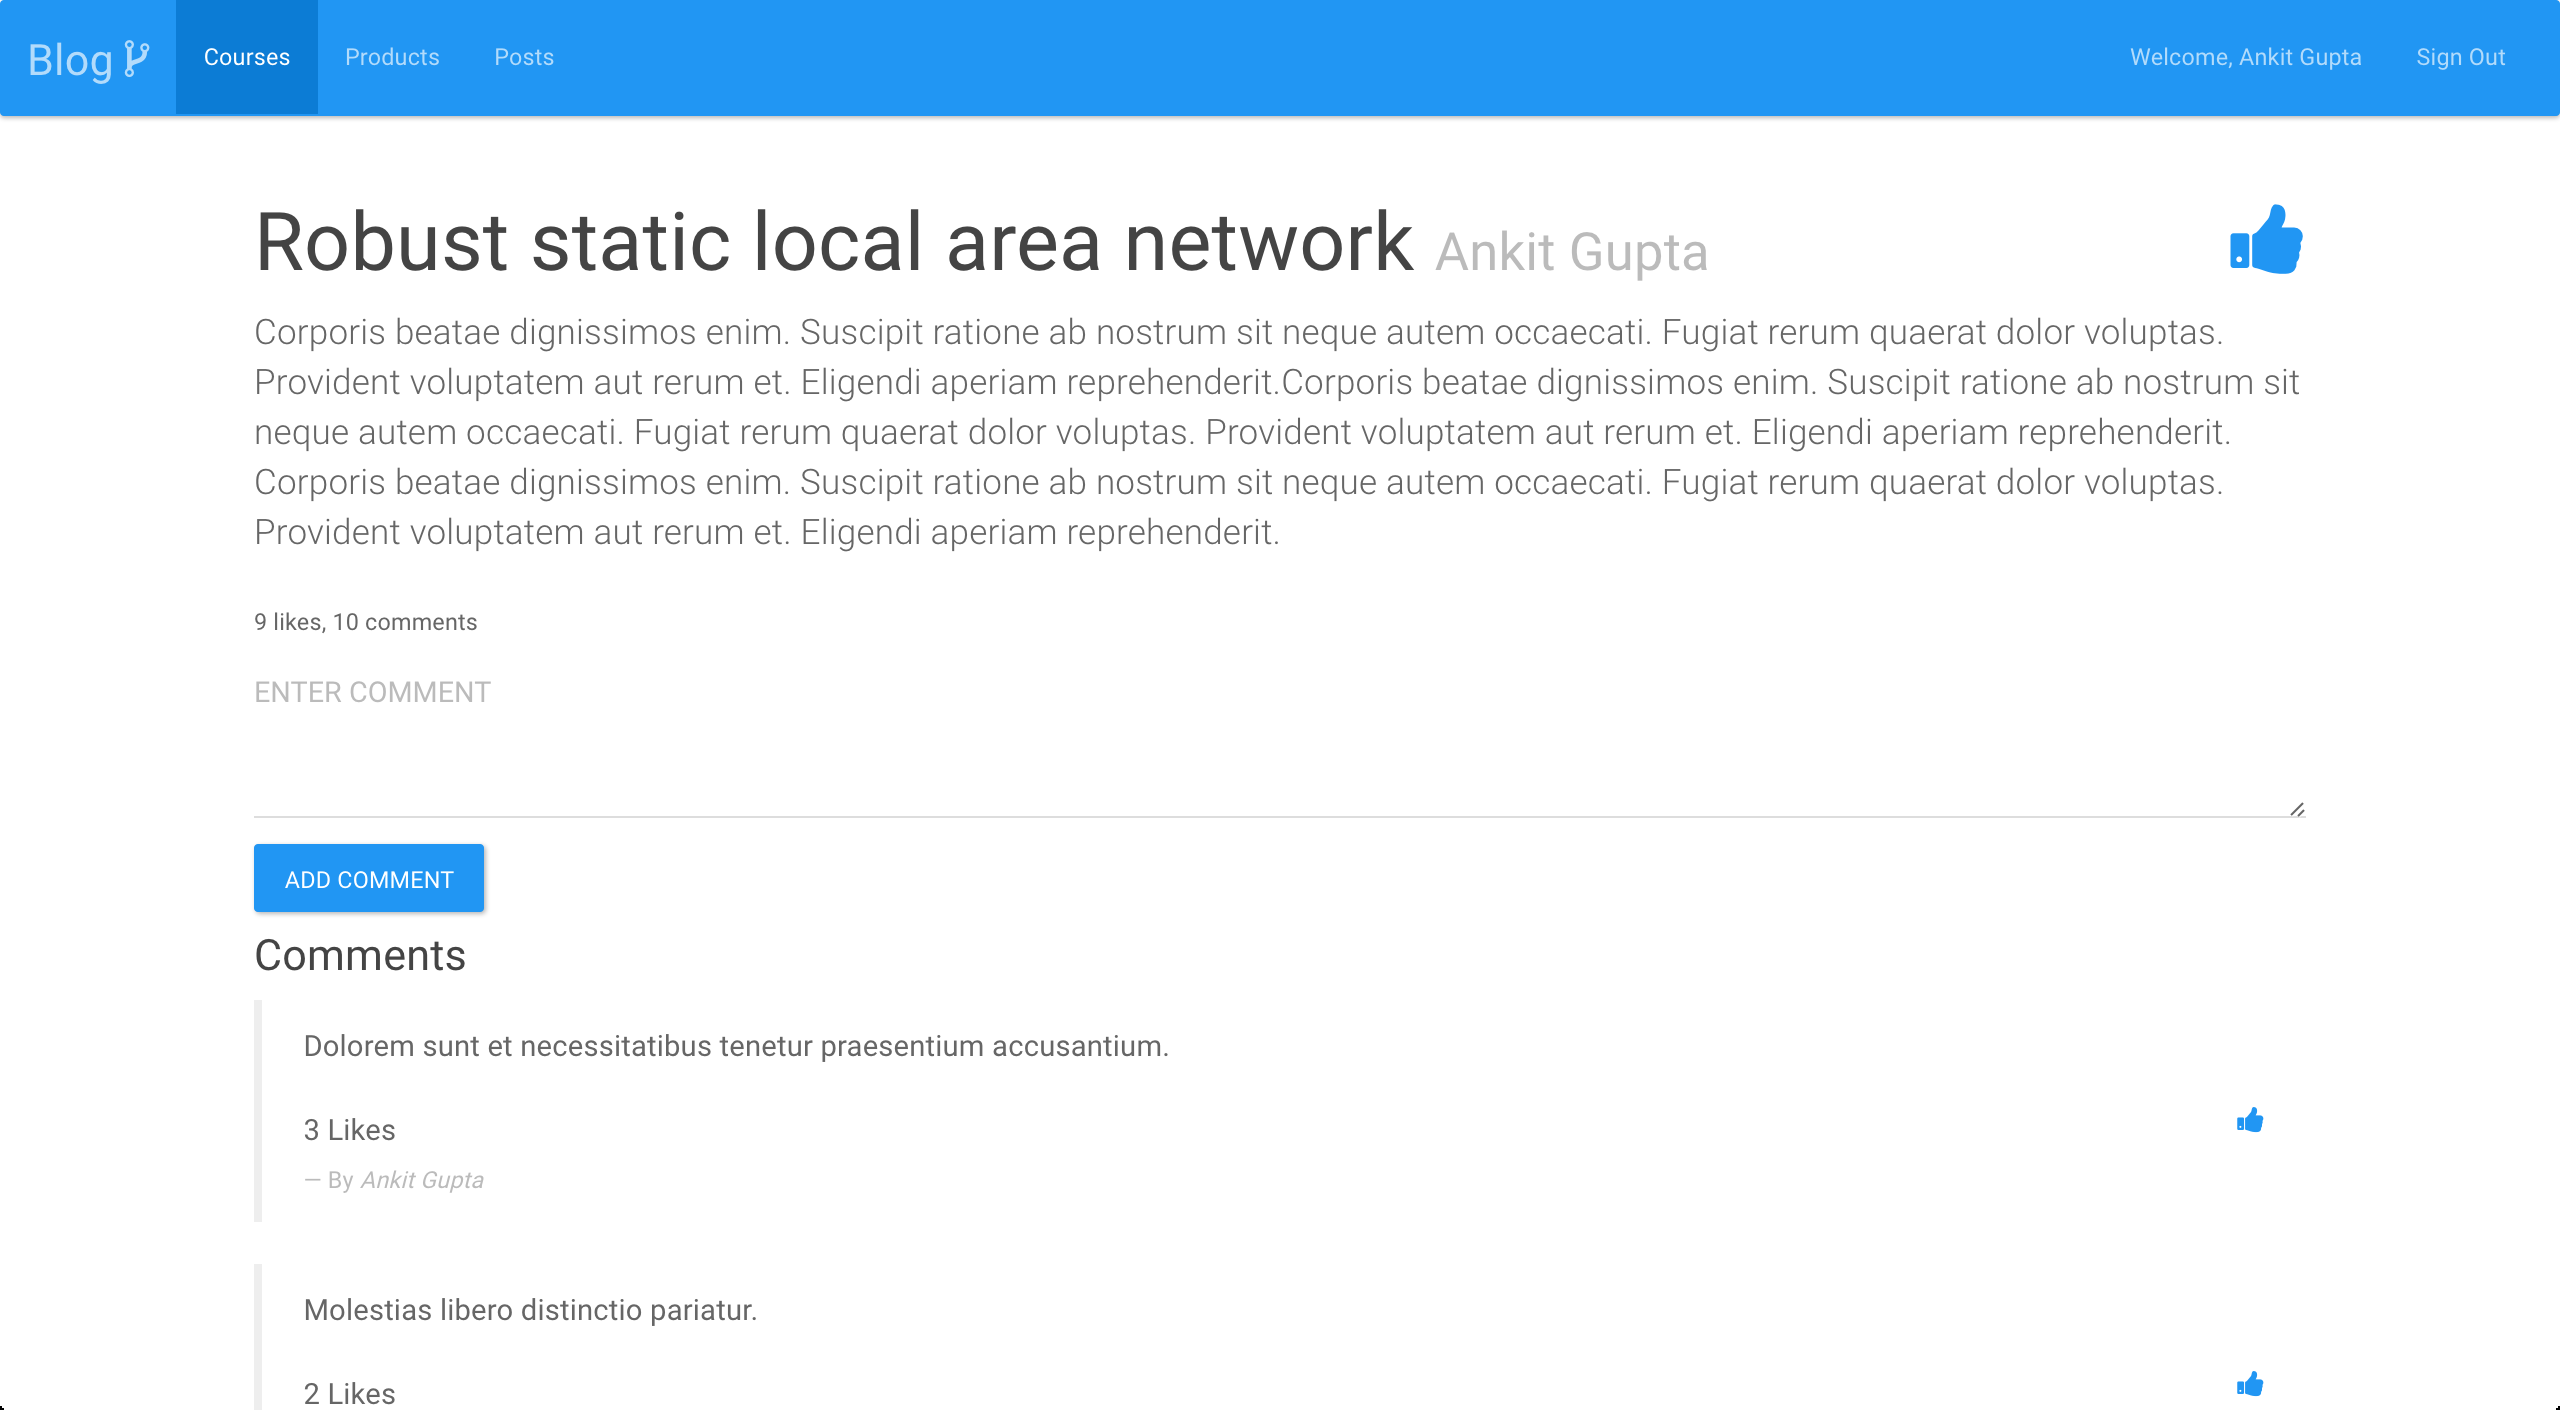 Blog Courses Products Posts Welcome, Ankit Gupta Sign Out
Robust static local area network Ankit Gupta
Corporis beatae dignissimos enim. Suscipit ratione ab nostrum sit neque autem occaecati. Fugiat rerum quaerat dolor voluptas.
Provident voluptatem aut rerum et. Eligendi aperiam reprehenderit.Corporis beatae dignissimos enim. Suscipit ratione ab nostrum sit
neque autem occaecati. Fugiat rerum quaerat dolor voluptas. Provident voluptatem aut rerum et. Eligendi aperiam reprehenderit.
Corporis beatae dignissimos enim. Suscipit ratione ab nostrum sit neque autem occaecati. Fugiat rerum quaerat dolor voluptas.
Provident voluptatem aut rerum et. Eligendi aperiam reprehenderit.
9 likes, 10 comments
ENTER COMMENT
ADD COMMENT
Comments
Dolorem sunt et necessitatibus tenetur praesentium accusantium.
3 Likes
— By Ankit Gupta
Molestias libero distinctio pariatur.
2 Likes